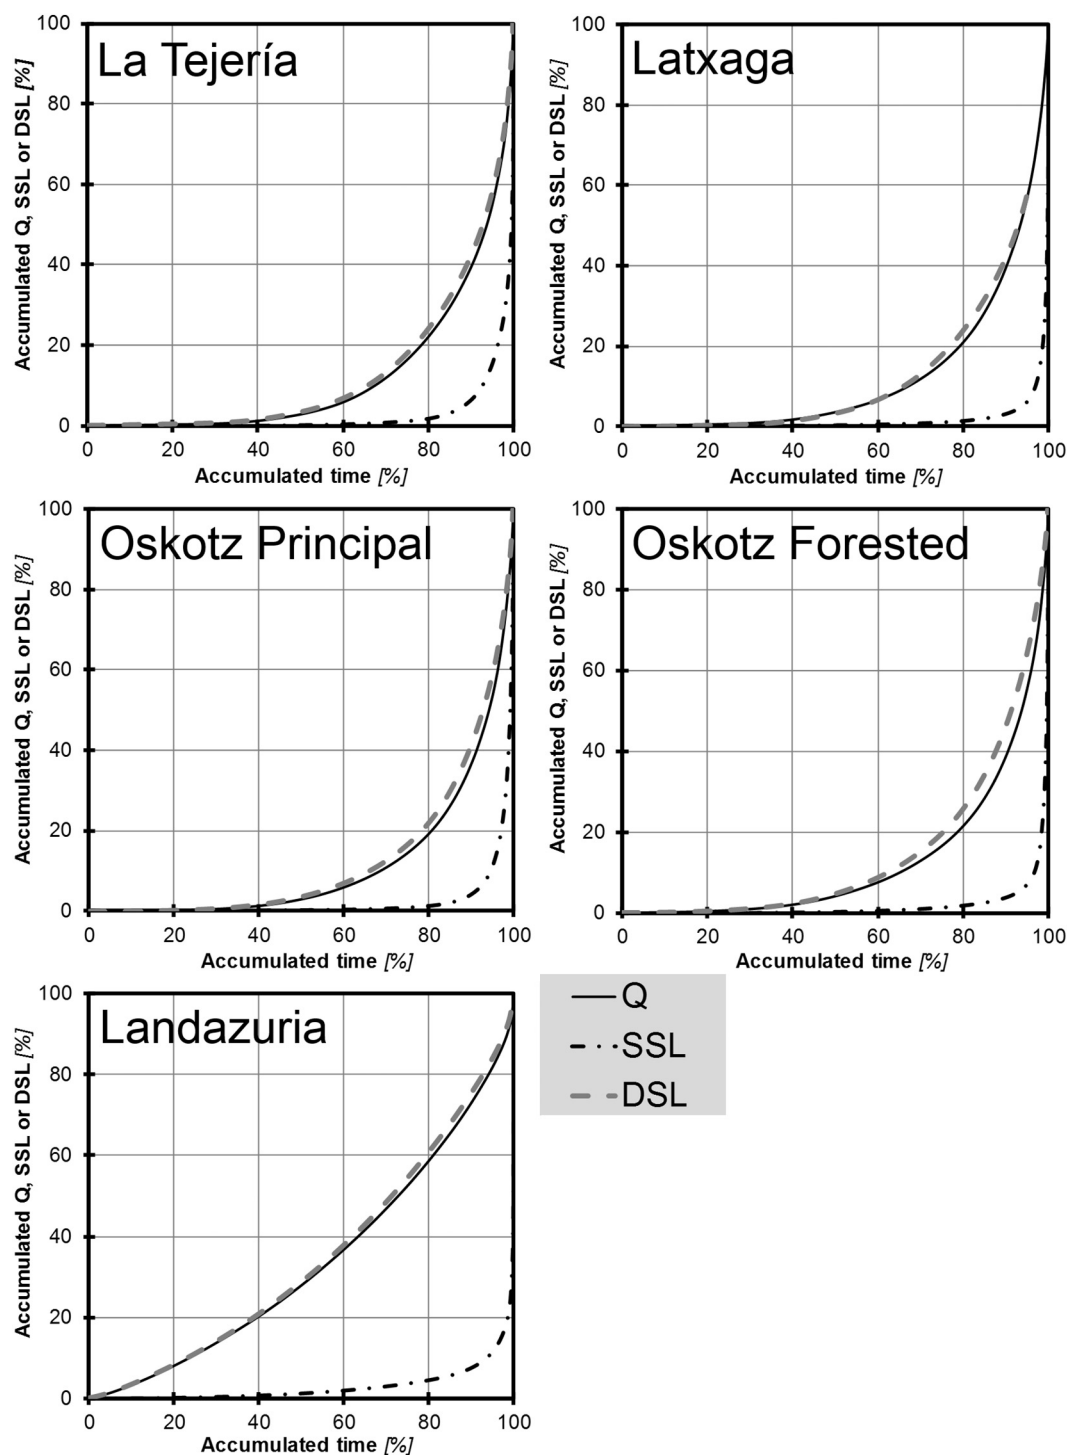 La Tejería
Accumulated Q, SSL or DSL [%]
100
80
60
40
20
0
0 20 40 60 80 100
Accumulated time [%]
Latxaga
Accumulated Q, SSL or DSL [%]
100
80
60
40
20
0
0 20 40 60 80 100
Accumulated time [%]
Oskotz Principal
Accumulated Q, SSL or DSL [%]
100
80
60
40
20
0
0 20 40 60 80 100
Accumulated time [%]
Oskotz Forested
Accumulated Q, SSL or DSL [%]
100
80
60
40
20
0
0 20 40 60 80 100
Accumulated time [%]
Landazuria
Accumulated Q, SSL or DSL [%]
100
80
60
40
20
0
0 20 40 60 80 100
Accumulated time [%]
Q
SSL
DSL